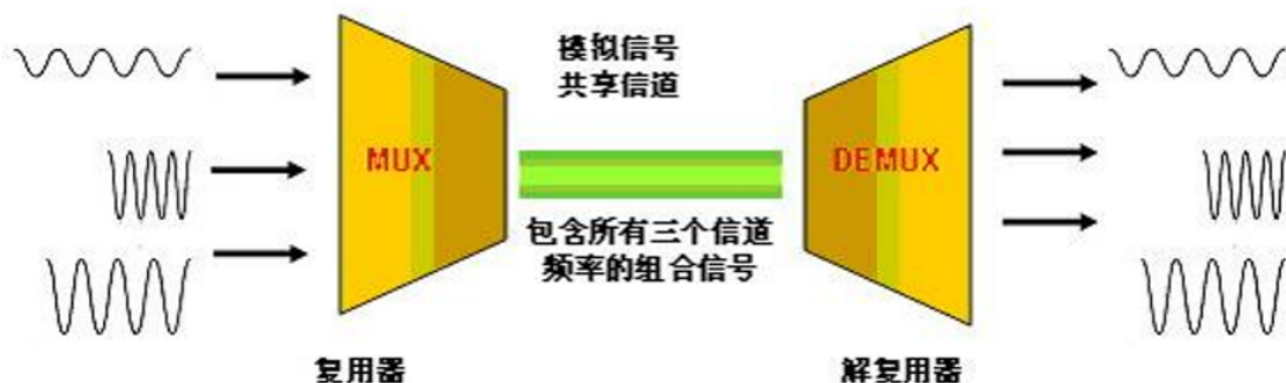 模拟信号
共享信道
MUX
DEMUX
包含所有三个信道
频率的组合信号
复用器
解复用器